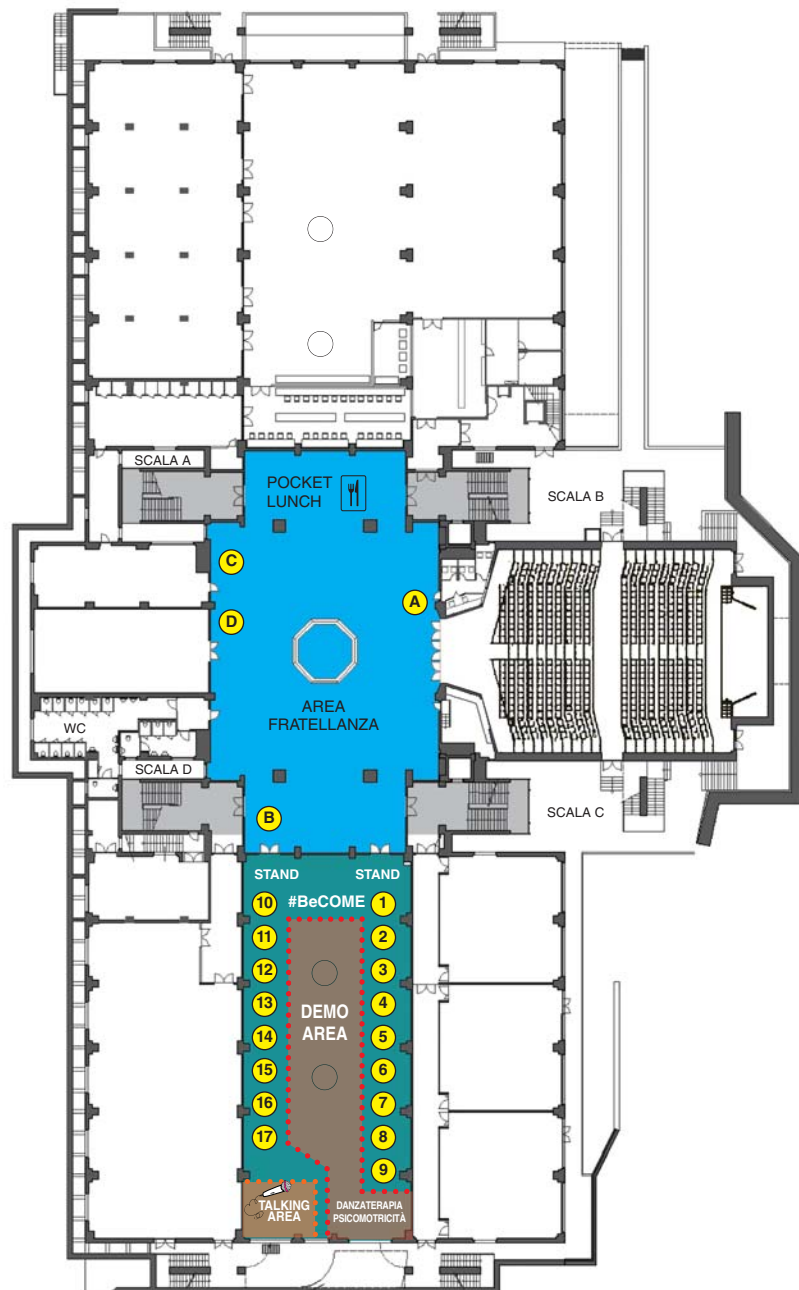 SCALA A
POCKET
LUNCH
SCALA B
C
A
D
AREA
FRATELLANZA
WC
SCALA D
SCALA C
B
STAND
STAND
10
#BeCOME
1
11
2
12
3
13
4
DEMO
AREA
14
5
15
6
16
7
17
8
9
TALKING
AREA
DANZATERAPIA
PSICOMOTRICITÀ